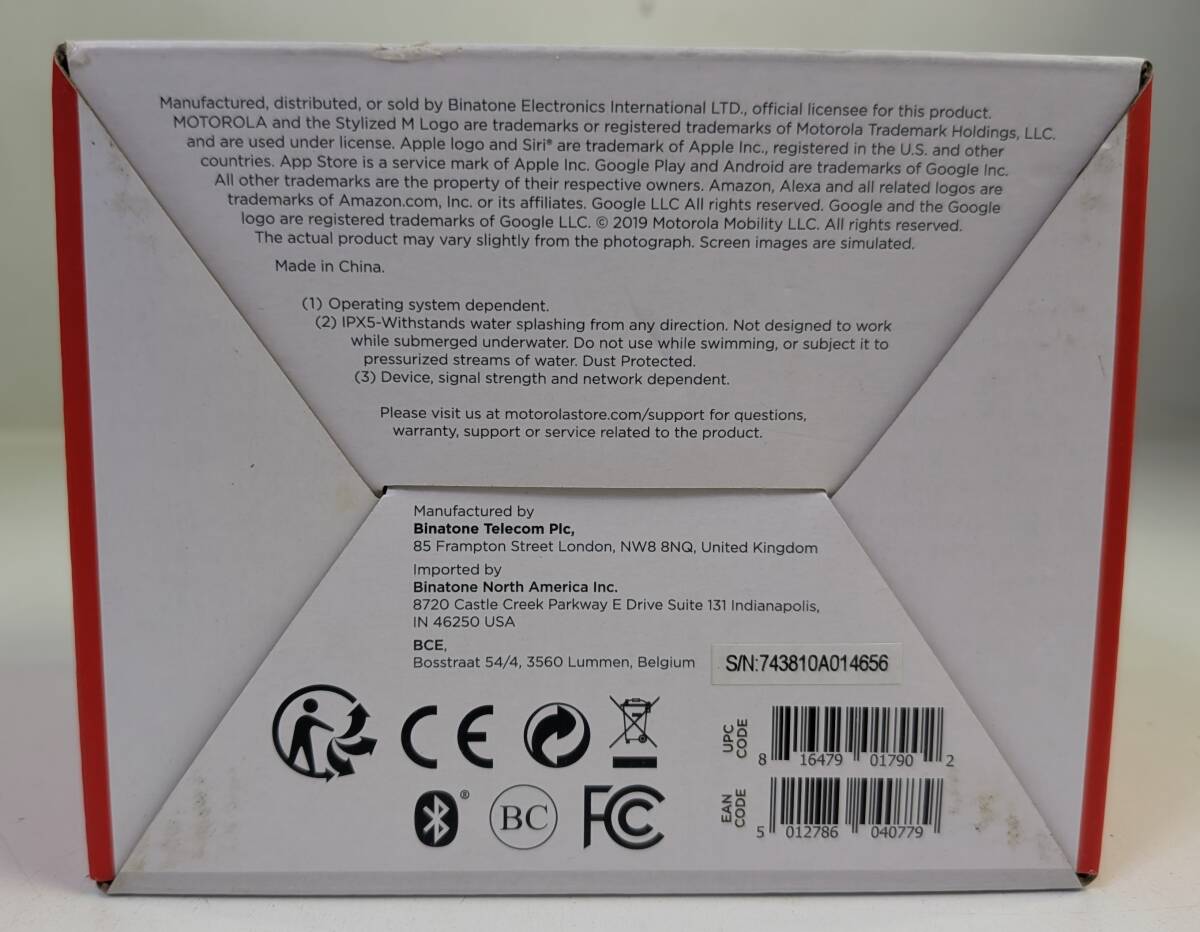 Manufactured, distributed, or sold by Binatone Electronics International LTD., official licensee for this product.
MOTOROLA and the Stylized M Logo are trademarks or registered trademarks of Motorola Trademark Holdings, LLC.
and are used under license. Apple logo and Siri® are trademark of Apple Inc., registered in the U.S. and other
countries. App Store is a service mark of Apple Inc. Google Play and Android are trademarks of Google Inc.
All other trademarks are the property of their respective owners. Amazon, Alexa and all related logos are
trademarks of Amazon.com, Inc. or its affiliates. Google LLC All rights reserved. Google and the Google
logo are registered trademarks of Google LLC. © 2019 Motorola Mobility LLC. All rights reserved.
The actual product may vary slightly from the photograph. Screen images are simulated.
Made in China.
(1) Operating system dependent.
(2) IPX5-Withstands water splashing from any direction. Not designed to work
while submerged underwater. Do not use while swimming, or subject it to
pressurized streams of water. Dust Protected.
(3) Device, signal strength and network dependent.
Please visit us at motorolastore.com/support for questions,
warranty, support or service related to the product.
Manufactured by
Binatone Telecom Plc,
85 Frampton Street London, NW8 8NQ, United Kingdom
Imported by
Binatone North America Inc.
8720 Castle Creek Parkway E Drive Suite 131 Indianapolis,
IN 46250 USA
BCE,
Bosstraat 54/4, 3560 Lummen, Belgium
S/N:743810A014656
CE
UPC
CODE
8 16479 01790 2
® BC FC
EAN
CODE
5 012786 040779